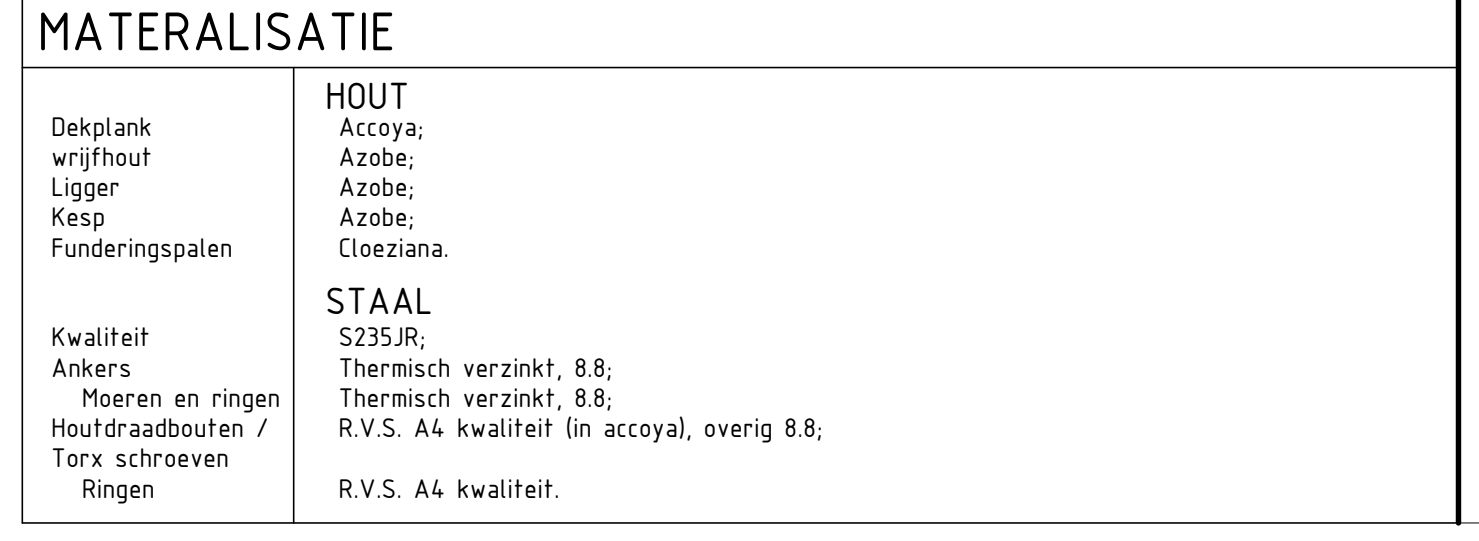 MATERALISATIE
HOUT
Dekplank Accoya;
wrijfhout Azobe;
Ligger Azobe;
Kesp Azobe;
Funderingspalen Cloeziana.
STAAL
Kwaliteit S235JR;
Ankers Thermisch verzinkt, 8.8;
Moeren en ringen Thermisch verzinkt, 8.8;
Houtdraadbouten / R.V.S. A4 kwaliteit (in accoya), overig 8.8;
Torx schroeven
Ringen R.V.S. A4 kwaliteit.